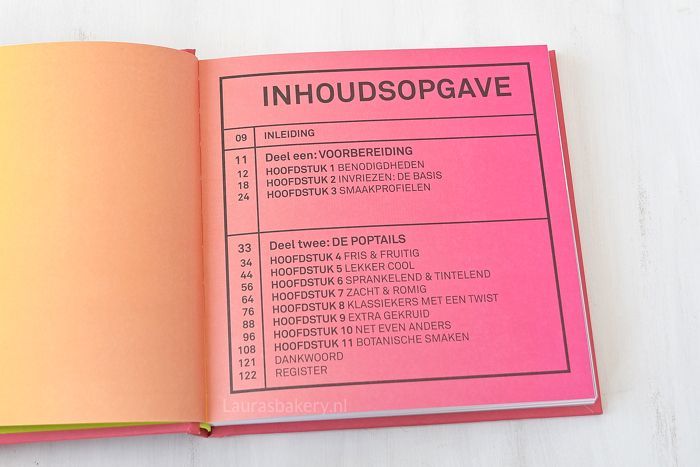 INHOUDSOPGAVE
09 INLEIDING
11 Deel een: VOORBEREIDING
12 HOOFDSTUK 1 BENODIGDHEDEN
18 HOOFDSTUK 2 INVRIEZEN: DE BASIS
24 HOOFDSTUK 3 SMAAKPROFIELEN
33 Deel twee: DE POPTAILS
34 HOOFDSTUK 4 FRIS & FRUITIG
44 HOOFDSTUK 5 LEKKER COOL
56 HOOFDSTUK 6 SPRANKELEND & TINTELEND
64 HOOFDSTUK 7 ZACHT & ROMIG
76 HOOFDSTUK 8 KLASSIEKERS MET EEN TWIST
88 HOOFDSTUK 9 EXTRA GEKRUID
96 HOOFDSTUK 10 NET EVEN ANDERS
108 HOOFDSTUK 11 BOTANISCHE SMAKEN
121 DANKWOORD
122 REGISTER
Laurasbakery.nl